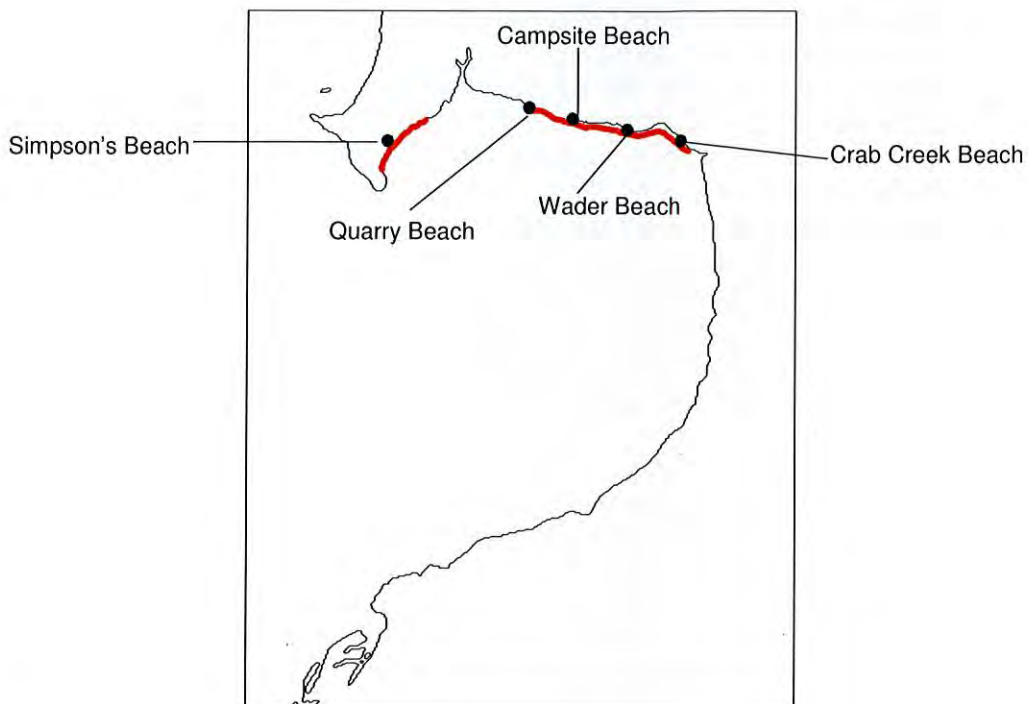 Campsite Beach
Simpson's Beach
Crab Creek Beach
Wader Beach
Quarry Beach